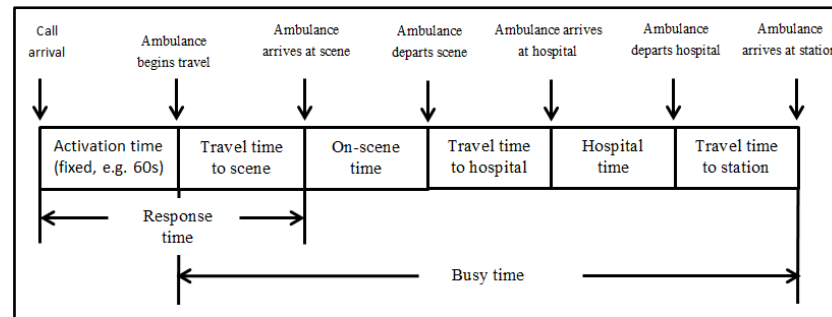 Call
arrival
Ambulance
begins travel
Ambulance
arrives at scene
Ambulance
departs scene
Ambulance arrives
at hospital
Ambulance
departs hospital
Ambulance
arrives at station
Activation time
(fixed, e.g. 60s)
Travel time
to scene
On-scene
time
Travel time
to hospital
Hospital
time
Travel time
to station
Response
time
Busy time